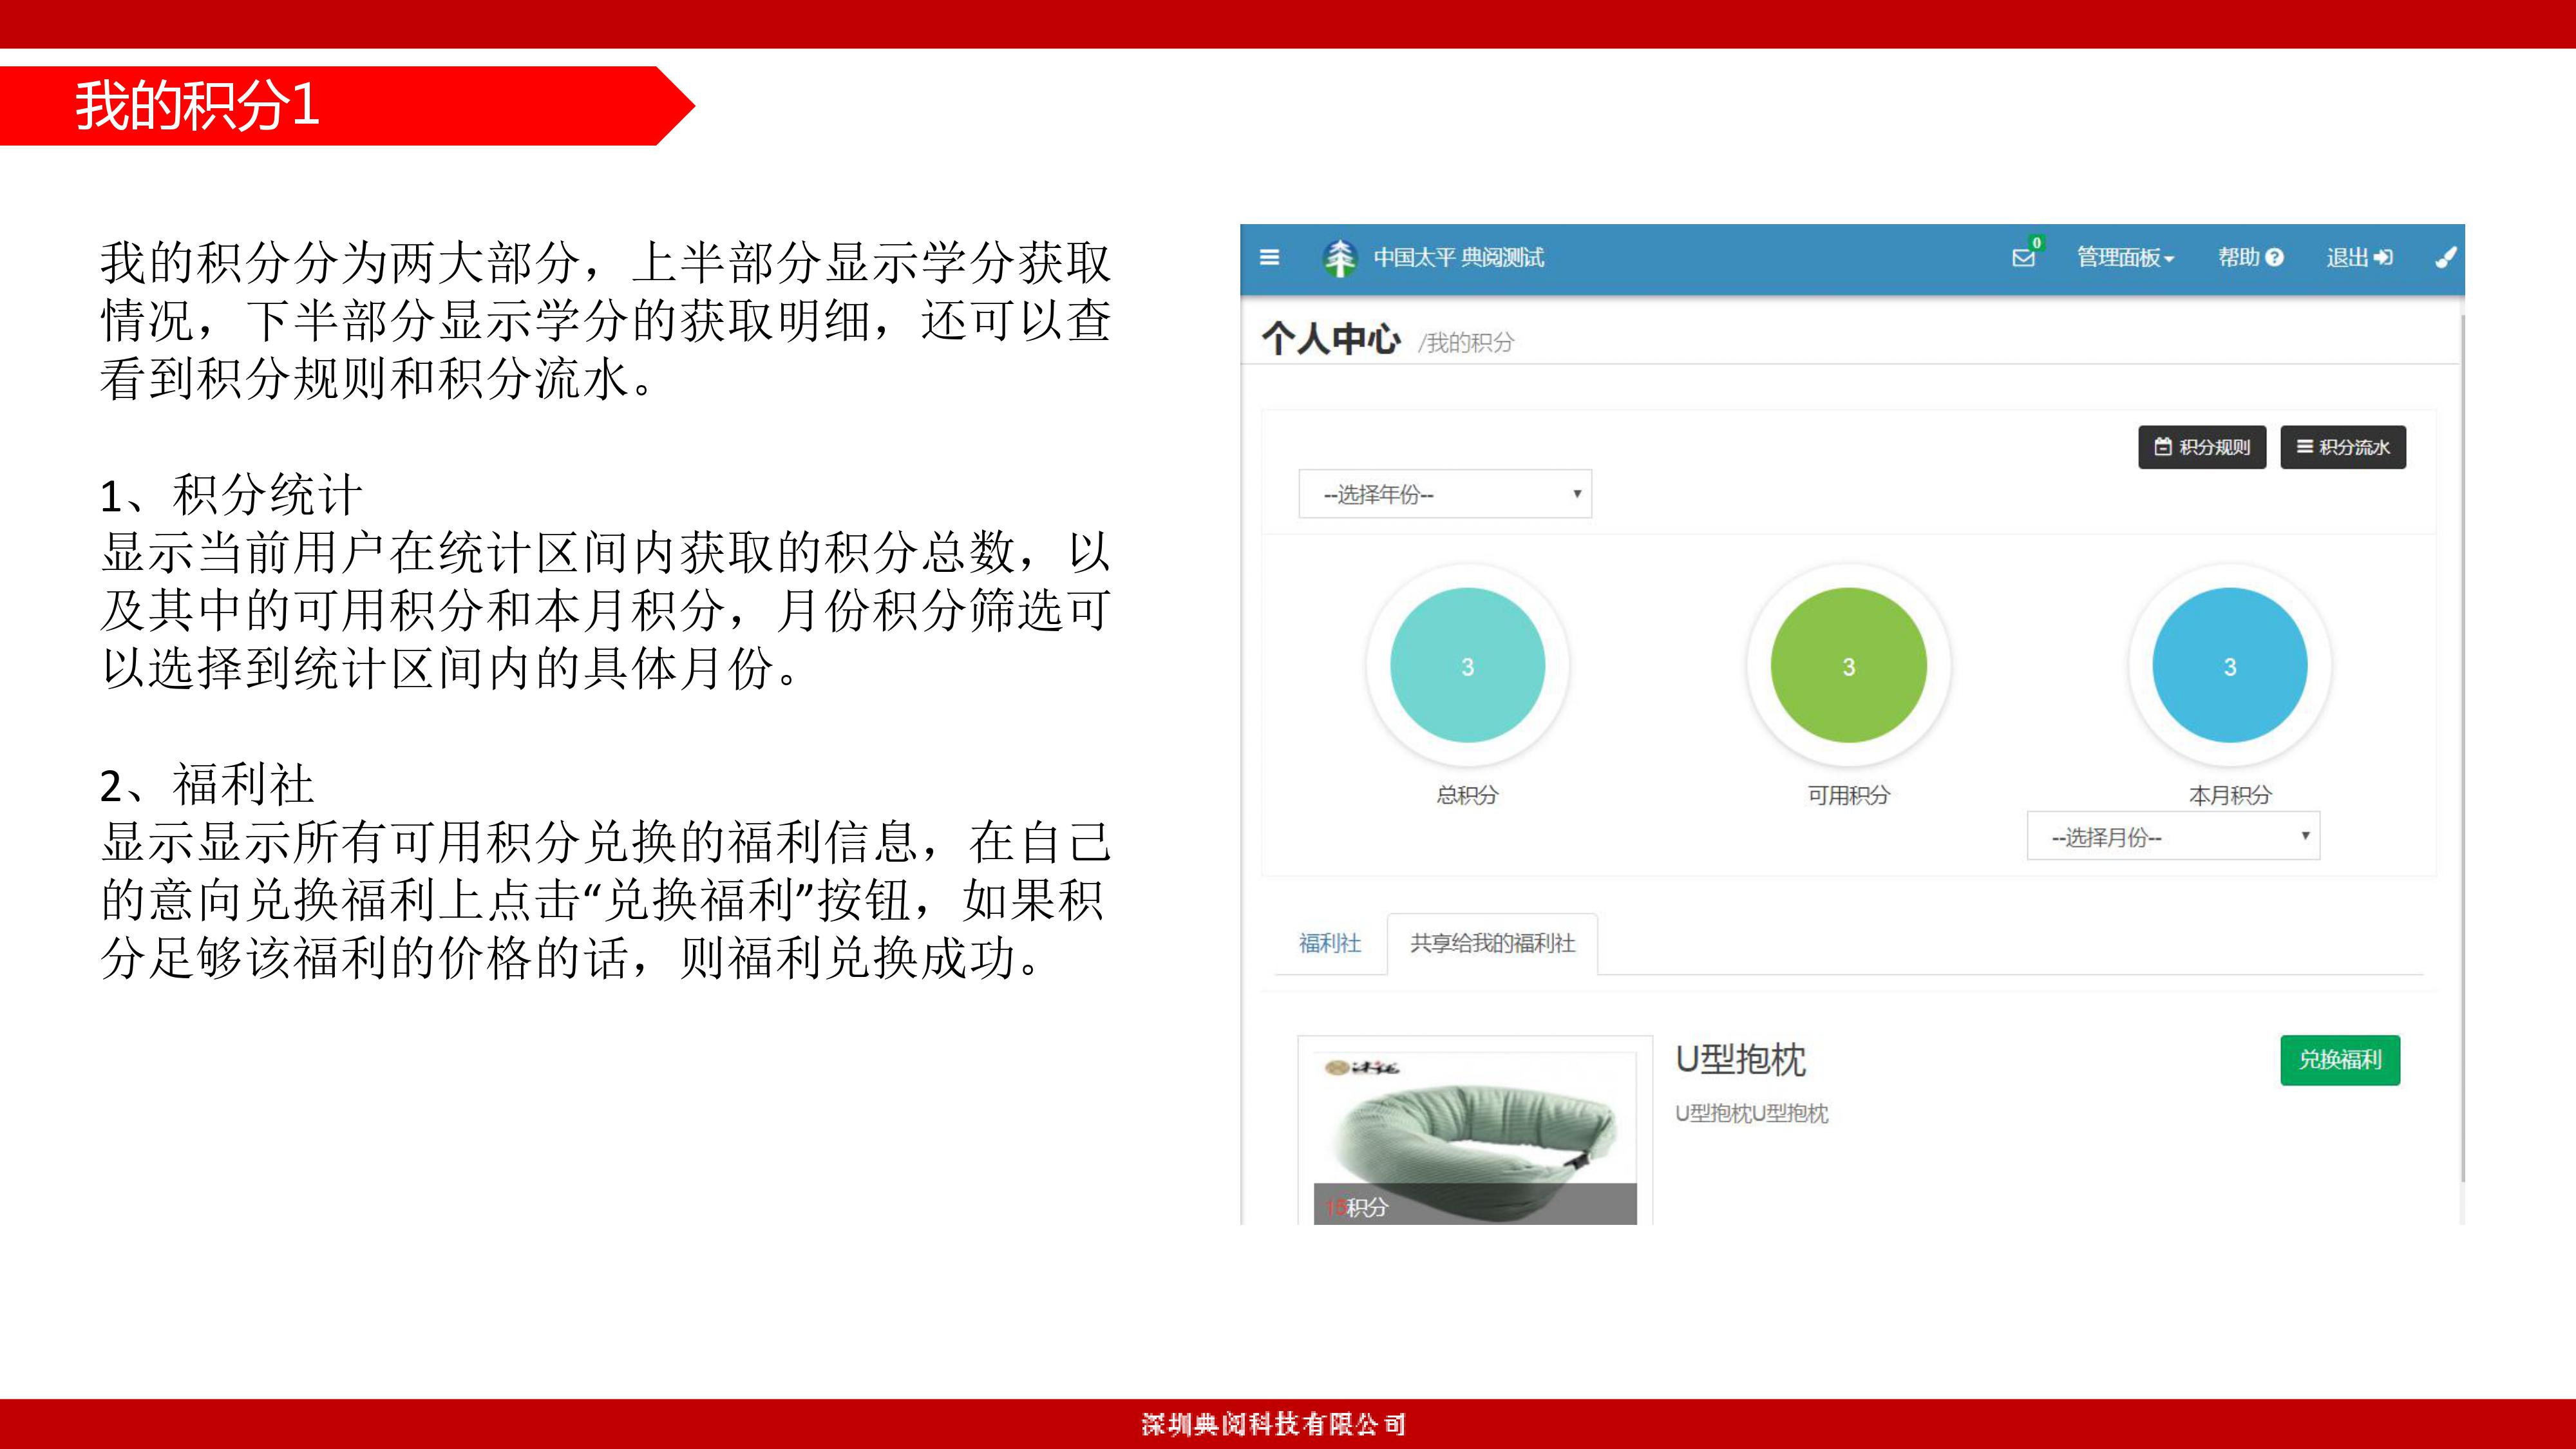 我的积分1
我的积分分为两大部分，上半部分显示学分获取
情况，下半部分显示学分的获取明细，还可以查
看到积分规则和积分流水。
1、积分统计
显示当前用户在统计区间内获取的积分总数，以
及其中的可用积分和本月积分，月份积分筛选可
以选择到统计区间内的具体月份。
2、福利社
显示显示所有可用积分兑换的福利信息，在自己
的意向兑换福利上点击“兑换福利”按钮，如果积
分足够该福利的价格的话，则福利兑换成功。
中国太平 典阅测试
0
管理面板
帮助
退出
个人中心 /我的积分
积分规则
积分流水
--选择年份--
3
3
3
总积分
可用积分
本月积分
--选择月份--
福利社
共享给我的福利社
U型抱枕
兑换福利
U型抱枕U型抱枕
15积分
深圳典阅科技有限公司